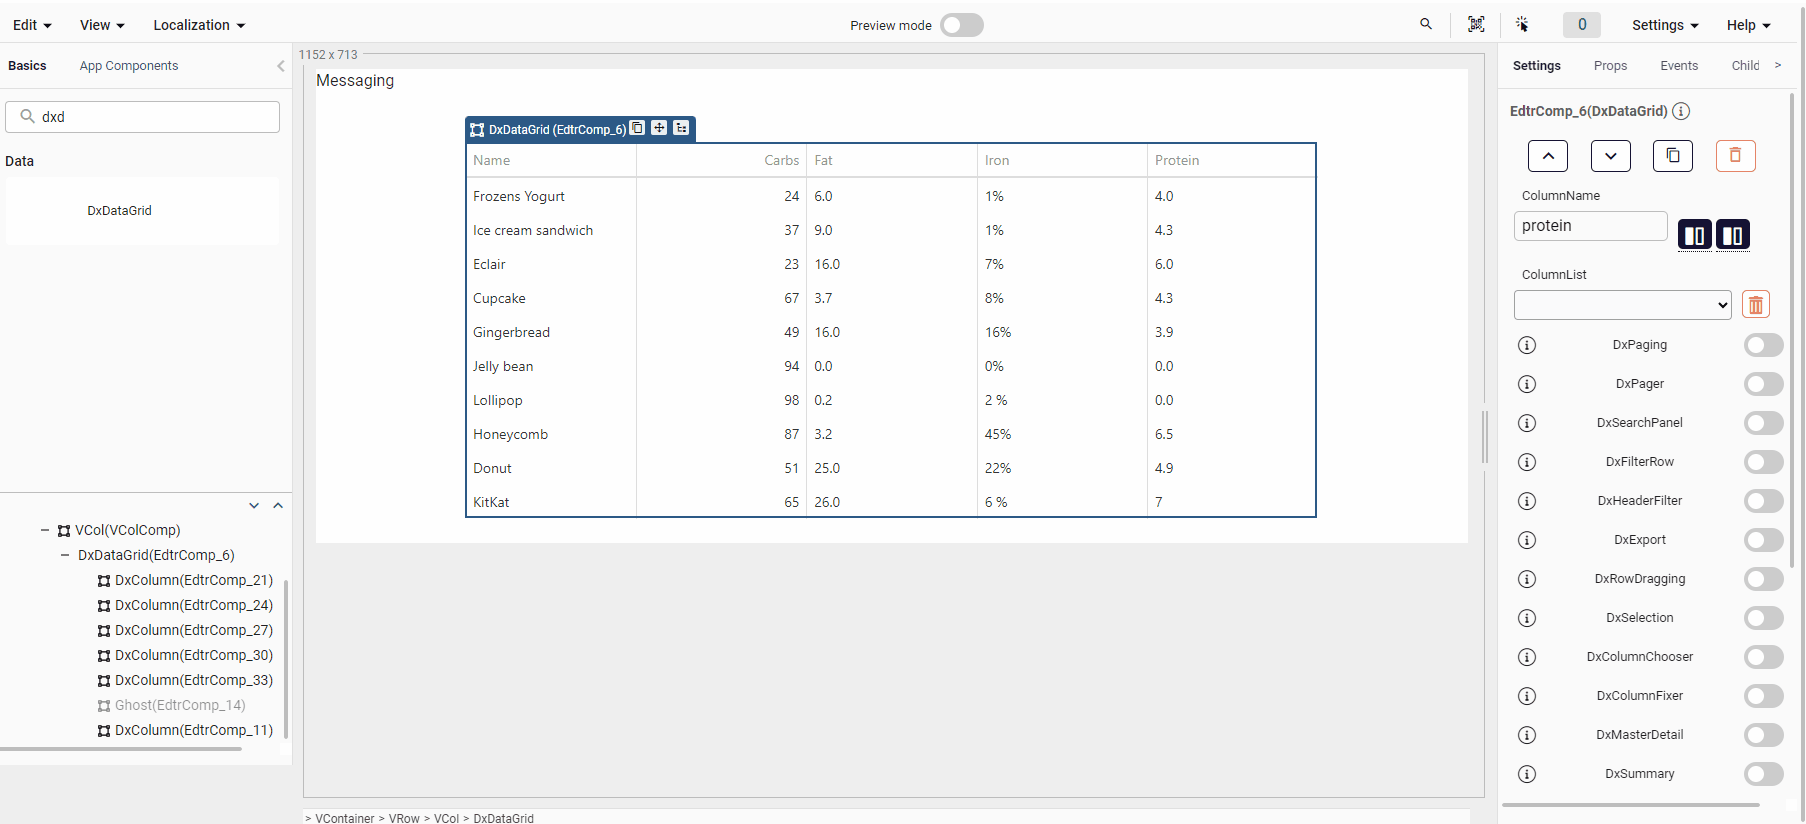 Edit View Localization Preview mode 0 Settings Help
Basics App Components
dxd
Data
DxDataGrid
VCol(VColComp)
DxDataGrid(EdtrComp_6)
DxColumn(EdtrComp_21)
DxColumn(EdtrComp_24)
DxColumn(EdtrComp_27)
DxColumn(EdtrComp_30)
DxColumn(EdtrComp_33)
Ghost(EdtrComp_14)
DxColumn(EdtrComp_11)
1152 x 713
Messaging
DxDataGrid (EdtrComp_6)
Name Carbs Fat Iron Protein
Frozens Yogurt 24 6.0 1% 4.0
Ice cream sandwich 37 9.0 1% 4.3
Eclair 23 16.0 7% 6.0
Cupcake 67 3.7 8% 4.3
Gingerbread 49 16.0 16% 3.9
Jelly bean 94 0.0 0% 0.0
Lollipop 98 0.2 2 % 0.0
Honeycomb 87 3.2 45% 6.5
Donut 51 25.0 22% 4.9
KitKat 65 26.0 6 % 7
> VContainer > VRow > VCol > DxDataGrid
Settings Props Events Child >
EdtrComp_6(DxDataGrid)
ColumnName
protein
ColumnList
DxPaging
DxPager
DxSearchPanel
DxFilterRow
DxHeaderFilter
DxExport
DxRowDragging
DxSelection
DxColumnChooser
DxColumnFixer
DxMasterDetail
DxSummary